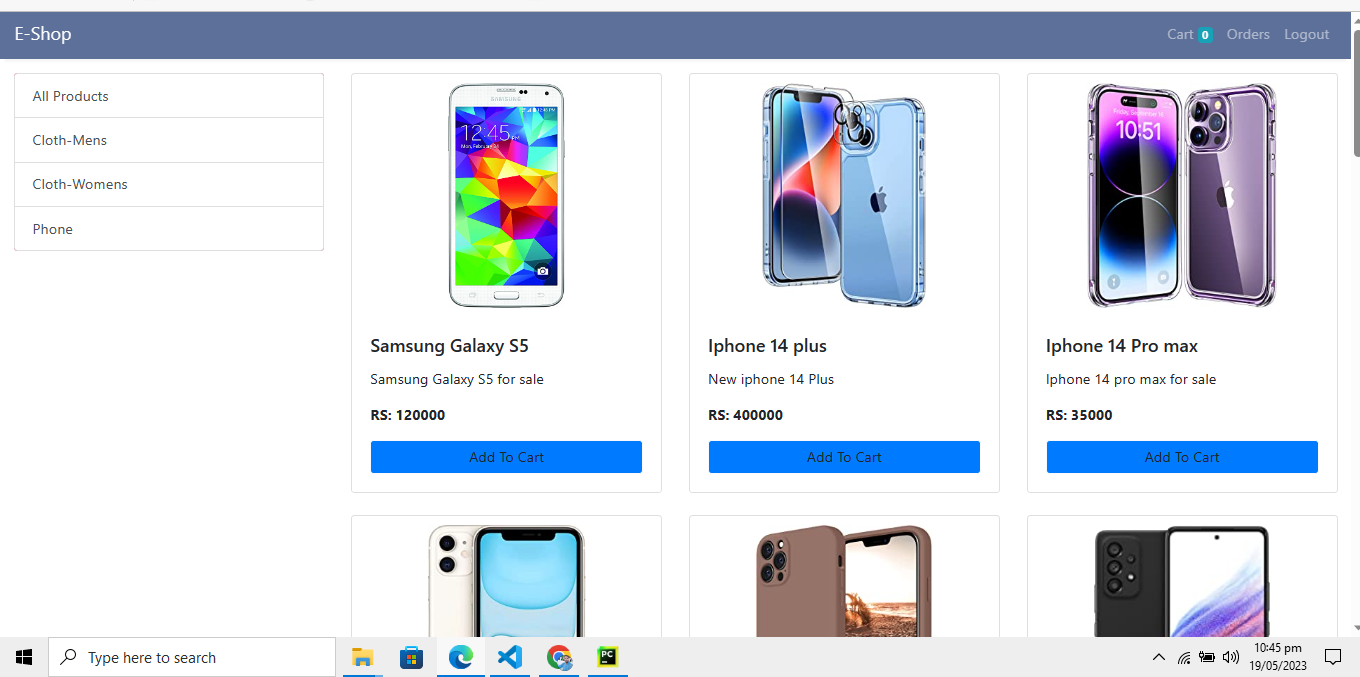 E-Shop
Cart 0 Orders Logout
All Products
Cloth-Mens
Cloth-Womens
Phone
SAMSUNG
12:45
10:51
Samsung Galaxy S5
Samsung Galaxy S5 for sale
RS: 120000
Add To Cart
Iphone 14 plus
New iphone 14 Plus
RS: 400000
Add To Cart
Iphone 14 Pro max
Iphone 14 pro max for sale
RS: 35000
Add To Cart
Type here to search
PC
10:45 pm
19/05/2023